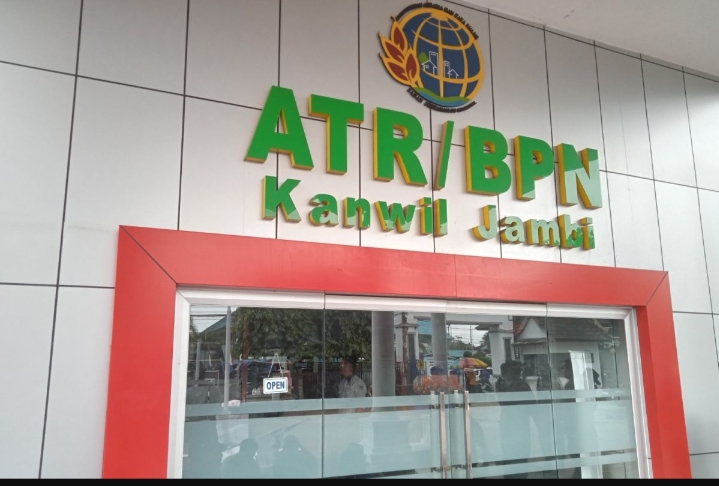 ATR/BPN
Kanwil Jambi
OPEN